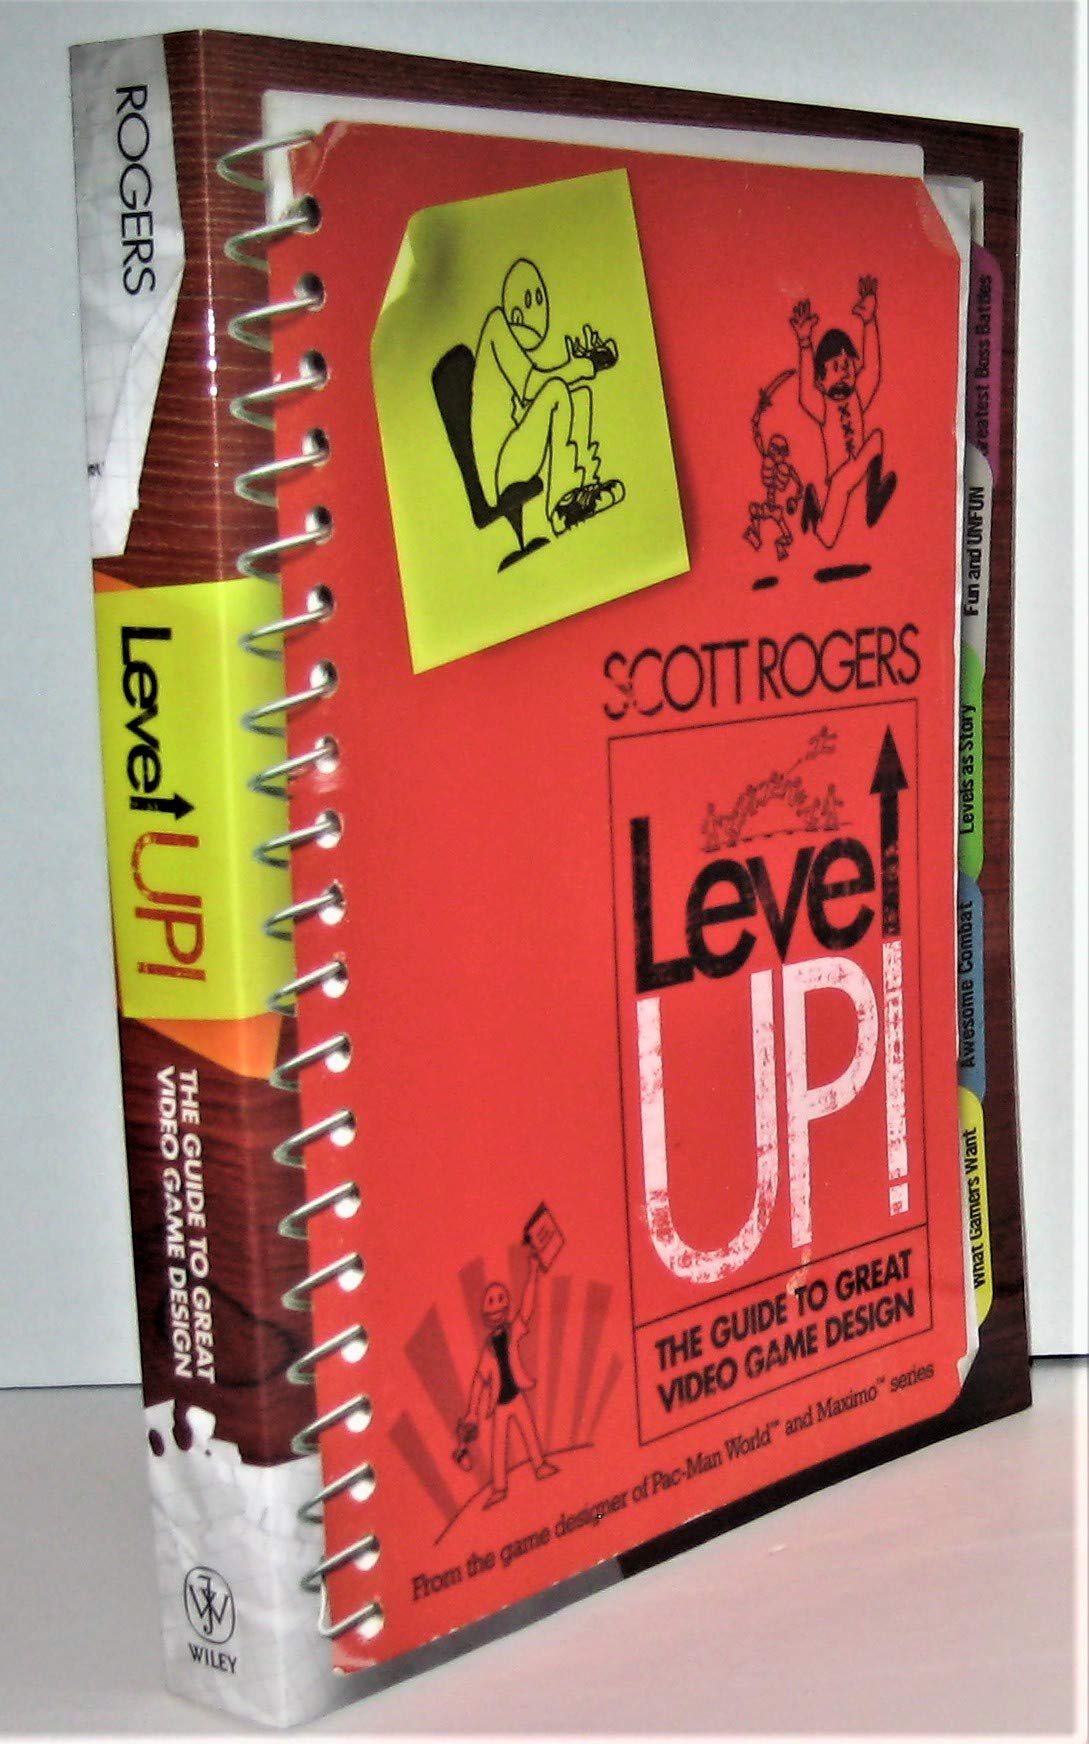 ROGERS
Level UP!
THE GUIDE TO GREAT
VIDEO GAME DESIGN
WILEY
XXX
SCOTT ROGERS
Level
UP!
THE GUIDE TO GREAT
VIDEO GAME DESIGN
From the game designer of Pac-Man World™ and Maximo™ series
Boss Battles
Fun and UNFUN
Levels as Story
Awesome Combat
What Gamers Want